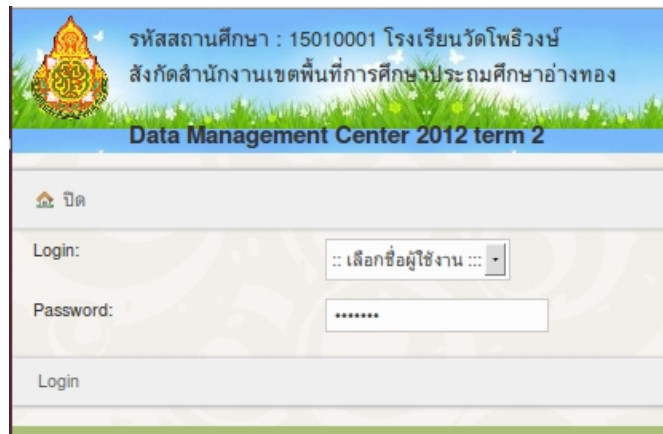 รหัสสถานศึกษา : 15010001 โรงเรียนวัดโพธิวงษ์
สังกัดสำนักงานเขตพื้นที่การศึกษาประถมศึกษาอ่างทอง
Data Management Center 2012 term 2
ปิด
Login: :: เลือกชื่อผู้ใช้งาน :::
Password: •••••••
Login